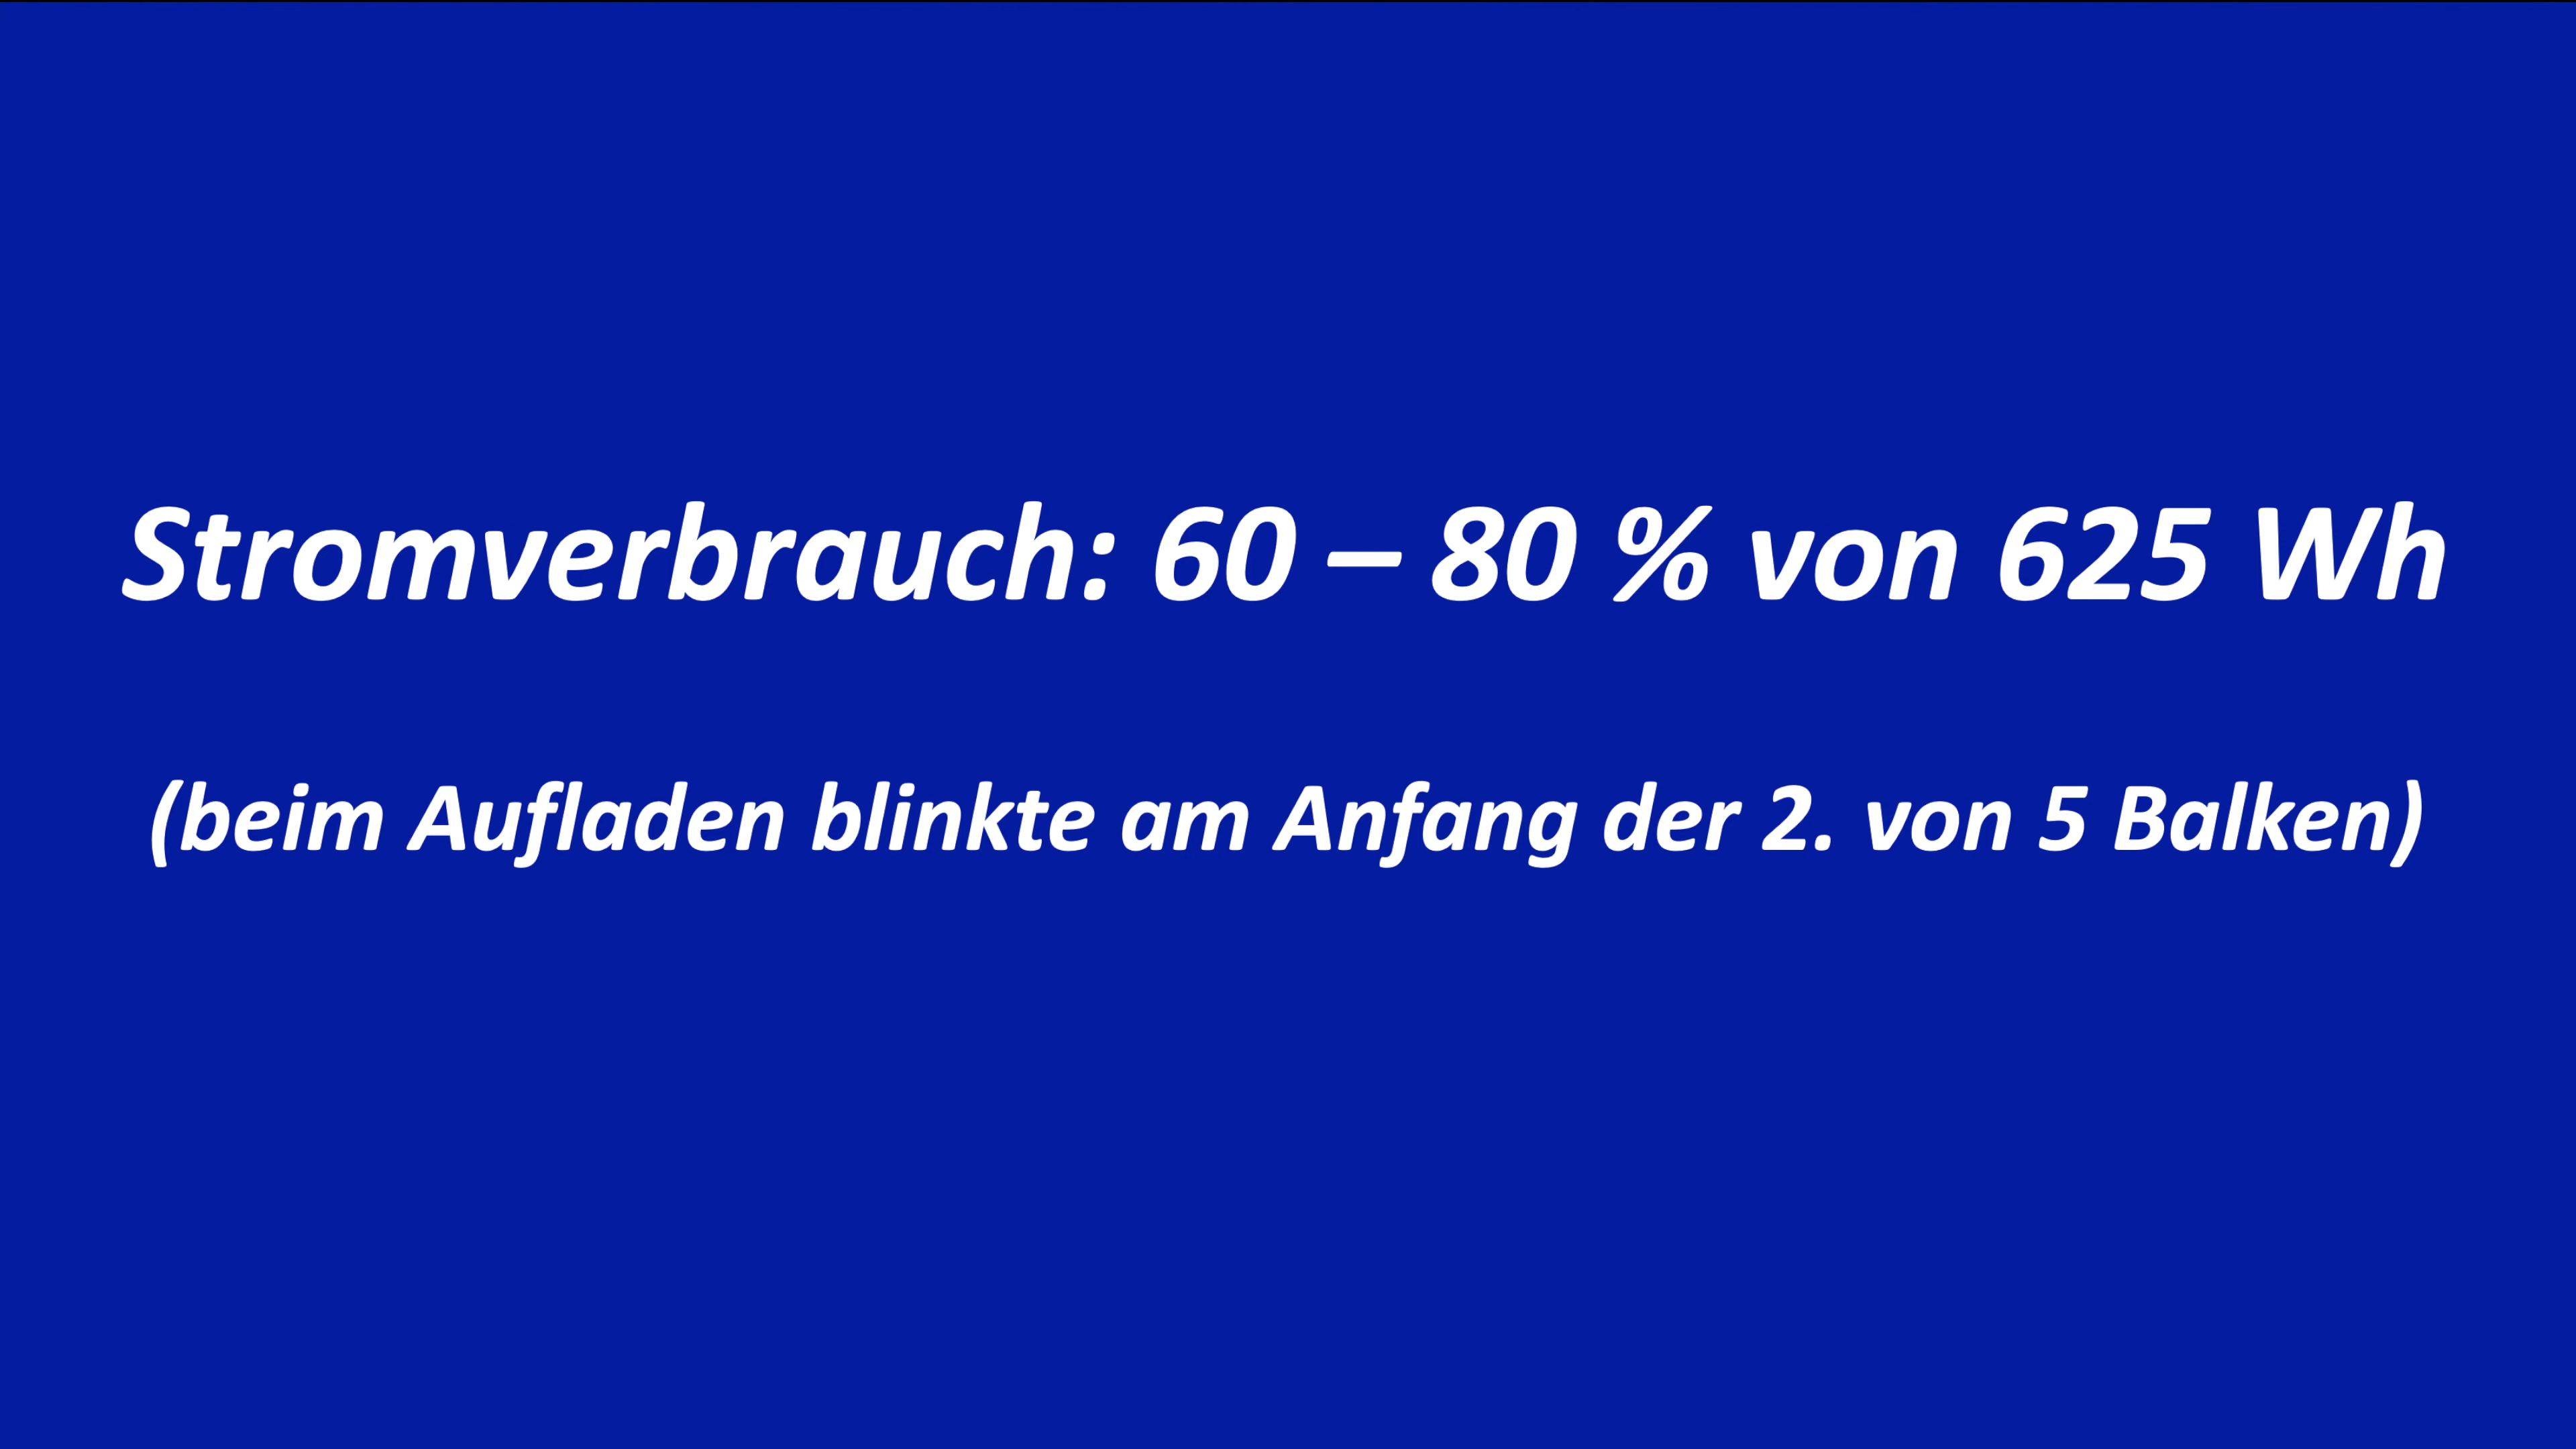 Stromverbrauch: 60 – 80 % von 625 Wh
(beim Aufladen blinkte am Anfang der 2. von 5 Balken)